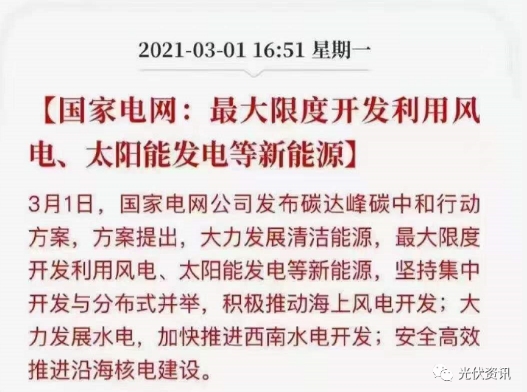 2021-03-01 16:51 星期一
【国家电网：最大限度开发利用风
电、太阳能发电等新能源】
3月1日，国家电网公司发布碳达峰碳中和行动
方案，方案提出，大力发展清洁能源，最大限度
开发利用风电、太阳能发电等新能源，坚持集中
开发与分布式并举，积极推动海上风电开发；大
力发展水电，加快推进西南水电开发；安全高效
推进沿海核电建设。
光伏资讯